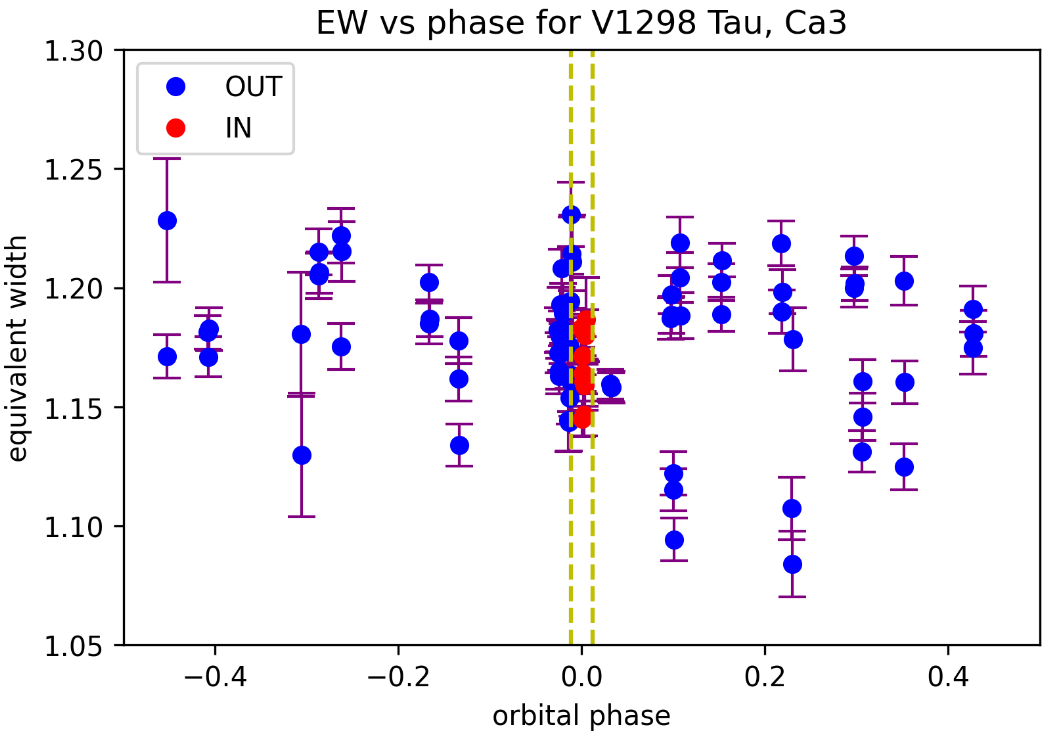 EW vs phase for V1298 Tau, Ca3
1.30
1.25
1.20
1.15
1.10
1.05
equivalent width
OUT
IN
−0.4
−0.2
0.0
0.2
0.4
orbital phase